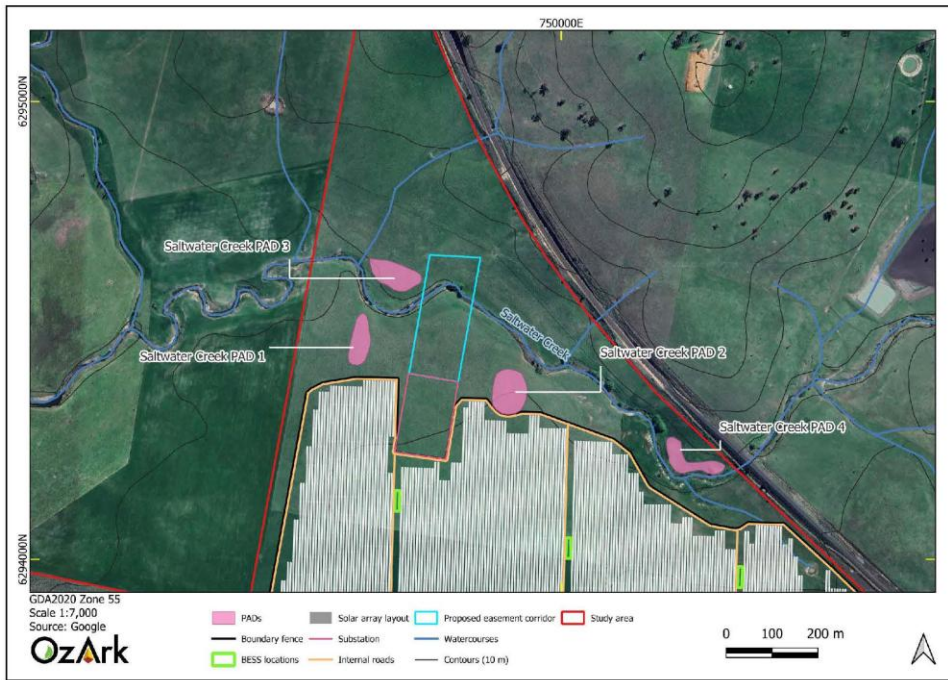 750000E
6295000N
Saltwater Creek PAD 3
Saltwater Creek
Saltwater Creek PAD 1
Saltwater Creek PAD 2
Saltwater Creek PAD 4
6294000N
GDA2020 Zone 55
Scale 1:7,000
Source: Google
OzArk
PADs
Solar array layout
Proposed easement corridor
Study area
Boundary fence
Substation
Watercourses
BESS locations
Internal roads
Contours (10 m)
0 100 200 m